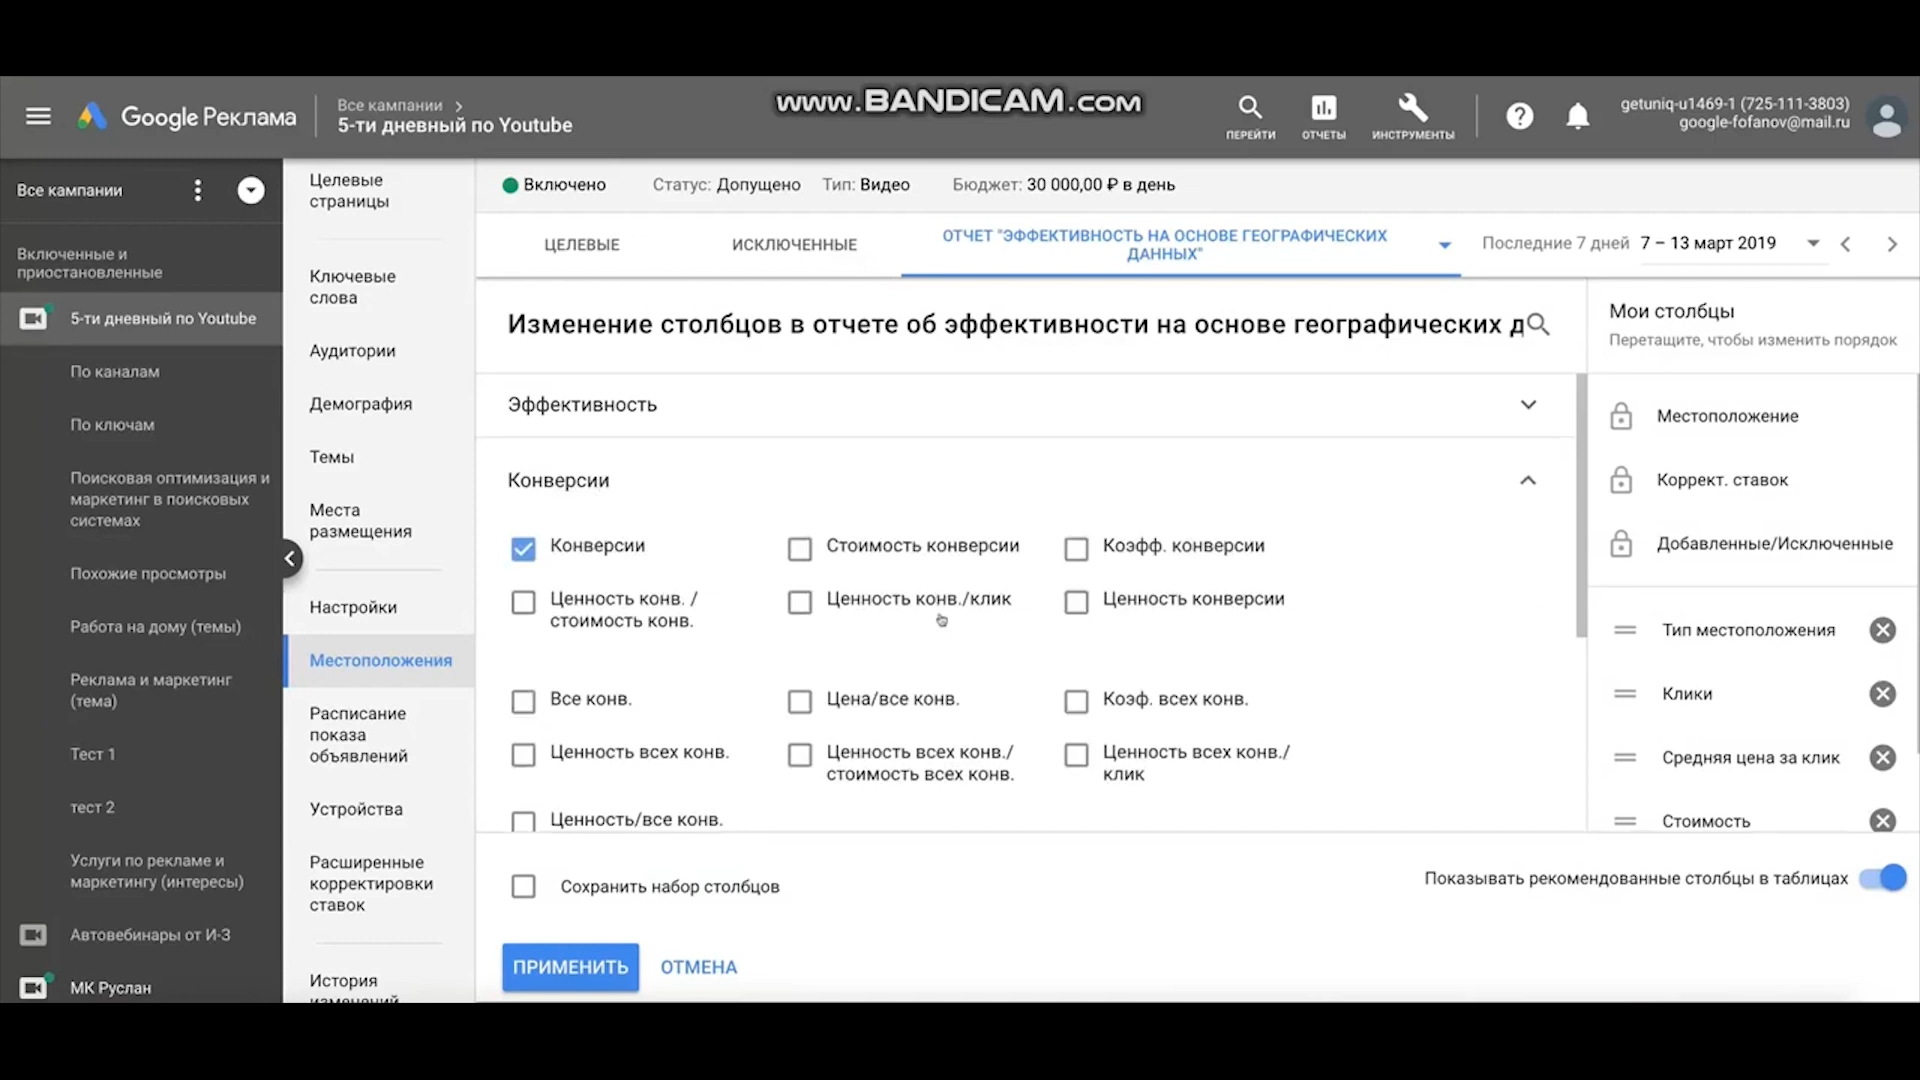 www.BANDICAM.com
Google Реклама
Все кампании >
5-ти дневный по Youtube
ПЕРЕЙТИ
ОТЧЕТЫ
ИНСТРУМЕНТЫ
getuniq-u1469-1 (725-111-3803)
google-fofanov@mail.ru
Все кампании
Включенные и
приостановленные
5-ти дневный по Youtube
По каналам
По ключам
Поисковая оптимизация и
маркетинг в поисковых
системах
Похожие просмотры
Работа на дому (темы)
Реклама и маркетинг
(тема)
Тест 1
тест 2
Услуги по рекламе и
маркетингу (интересы)
Автовебинары от И-З
МК Руслан
Целевые
страницы
Ключевые
слова
Аудитории
Демография
Темы
Места
размещения
Настройки
Местоположения
Расписание
показа
объявлений
Устройства
Расширенные
корректировки
ставок
История
изменений
Включено
Статус: Допущено
Тип: Видео
Бюджет: 30 000,00 ₽ в день
ЦЕЛЕВЫЕ
ИСКЛЮЧЕННЫЕ
ОТЧЕТ "ЭФФЕКТИВНОСТЬ НА ОСНОВЕ ГЕОГРАФИЧЕСКИХ
ДАННЫХ"
Последние 7 дней 7 – 13 март 2019
Изменение столбцов в отчете об эффективности на основе географических д
Эффективность
Конверсии
Конверсии
Стоимость конверсии
Коэфф. конверсии
Ценность конв. /
стоимость конв.
Ценность конв./клик
Ценность конверсии
Все конв.
Цена/все конв.
Коэф. всех конв.
Ценность всех конв.
Ценность всех конв./
стоимость всех конв.
Ценность всех конв./
клик
Ценность/все конв.
Сохранить набор столбцов
ПРИМЕНИТЬ
ОТМЕНА
Мои столбцы
Перетащите, чтобы изменить порядок
Местоположение
Коррект. ставок
Добавленные/Исключенные
Тип местоположения
Клики
Средняя цена за клик
Стоимость
Показывать рекомендованные столбцы в таблицах